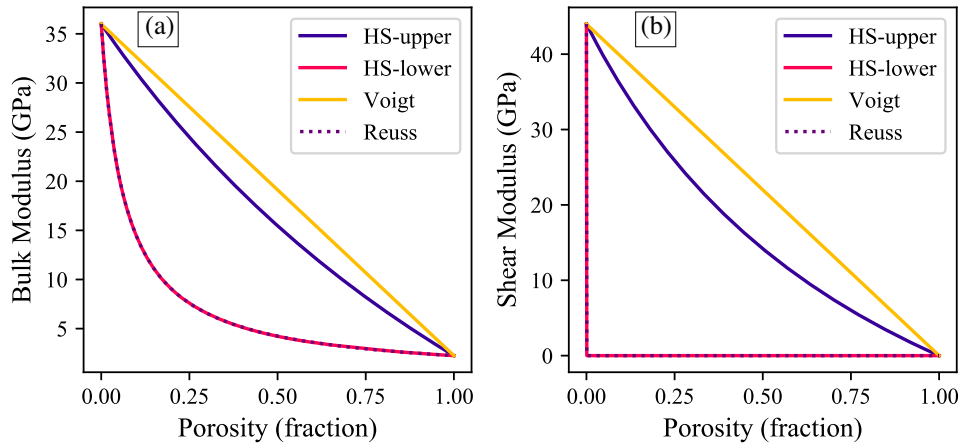 (a)
HS-upper
HS-lower
Voigt
Reuss
35
30
25
20
15
10
5
Bulk Modulus (GPa)
0.00 0.25 0.50 0.75 1.00
Porosity (fraction)
(b)
HS-upper
HS-lower
Voigt
Reuss
40
30
20
10
0
Shear Modulus (GPa)
0.00 0.25 0.50 0.75 1.00
Porosity (fraction)